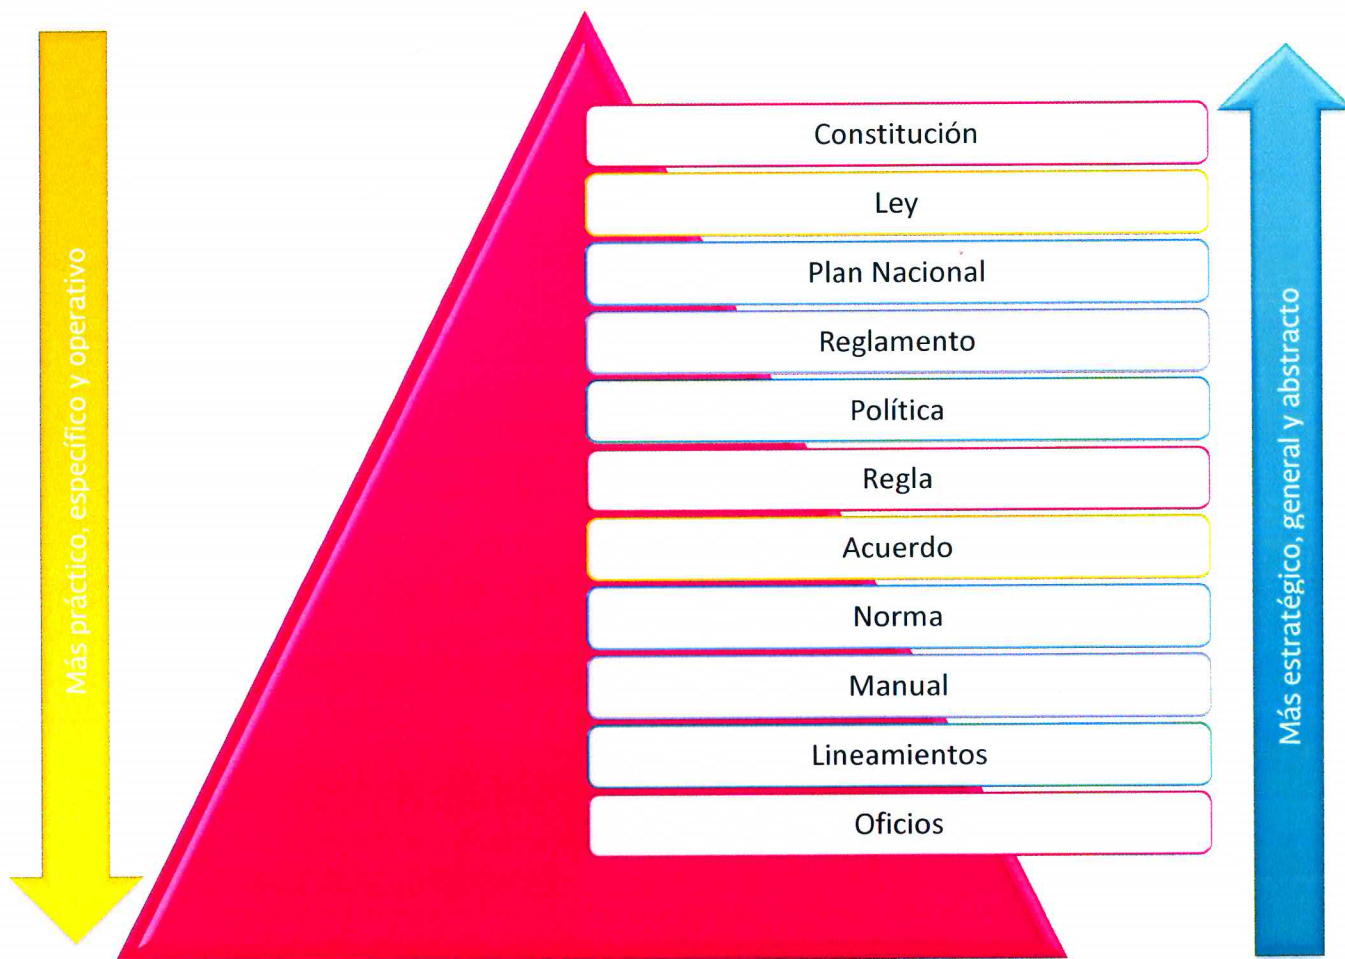 Más práctico, específico y operativo
Constitución
Ley
Plan Nacional
Reglamento
Política
Regla
Acuerdo
Norma
Manual
Lineamientos
Oficios
Más estratégico, general y abstracto